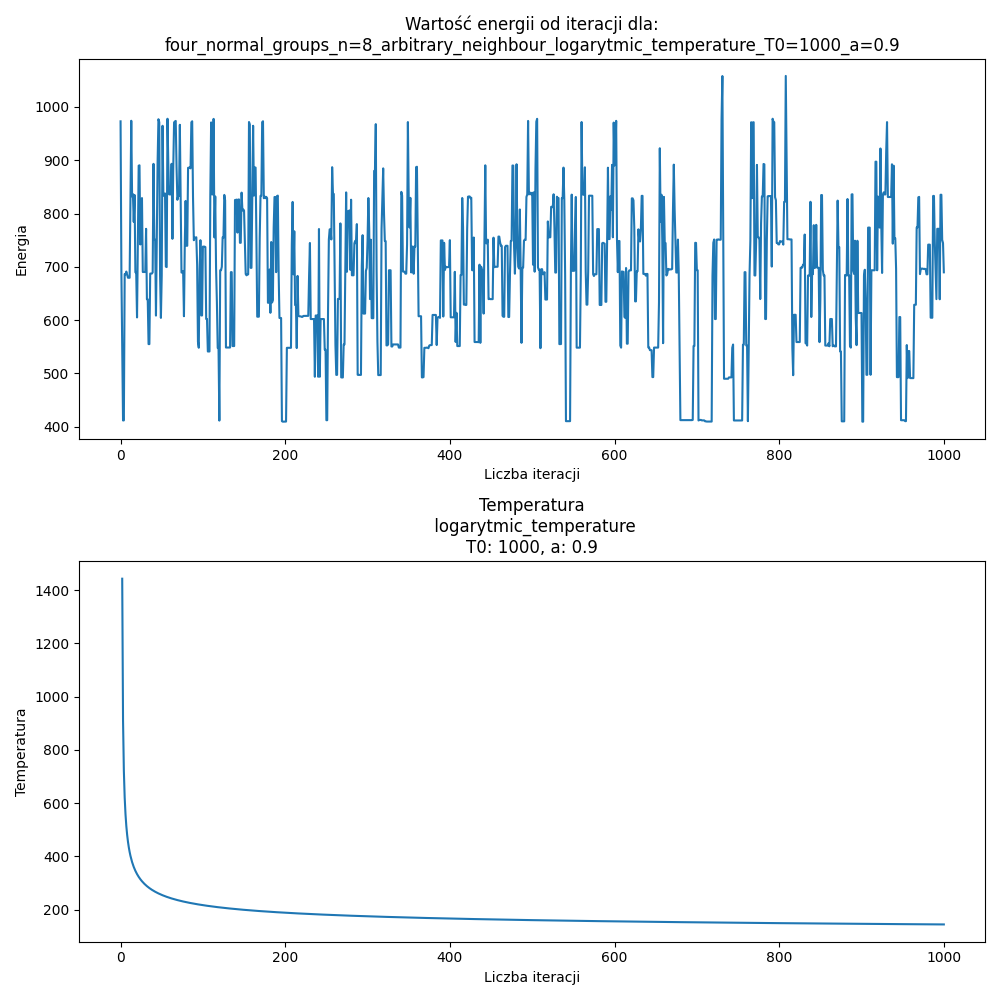 Wartość energii od iteracji dla:
four_normal_groups_n=8_arbitrary_neighbour_logarytmic_temperature_T0=1000_a=0.9
1000
900
800
700
600
500
400
Energia
0 200 400 600 800 1000
Liczba iteracji
Temperatura
logarytmic_temperature
T0: 1000, a: 0.9
1400
1200
1000
800
600
400
200
Temperatura
0 200 400 600 800 1000
Liczba iteracji